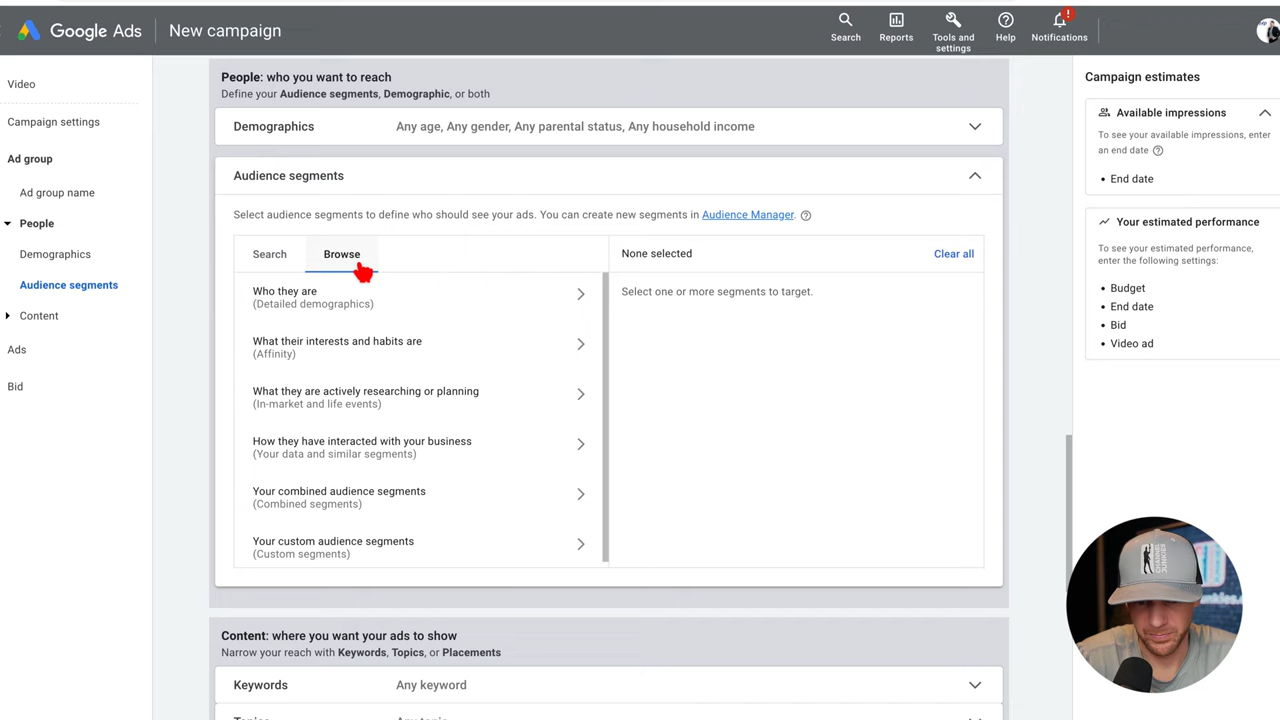 Google Ads
New campaign
Search
Reports
Tools and
settings
Help
!
Notifications
Video
Campaign settings
Ad group
Ad group name
People
Demographics
Audience segments
Content
Ads
Bid
People: who you want to reach
Define your Audience segments, Demographic, or both
Demographics
Any age, Any gender, Any parental status, Any household income
Audience segments
Select audience segments to define who should see your ads. You can create new segments in Audience Manager. ?
Search
Browse
None selected
Clear all
Who they are
(Detailed demographics)
Select one or more segments to target.
What their interests and habits are
(Affinity)
What they are actively researching or planning
(In-market and life events)
How they have interacted with your business
(Your data and similar segments)
Your combined audience segments
(Combined segments)
Your custom audience segments
(Custom segments)
Content: where you want your ads to show
Narrow your reach with Keywords, Topics, or Placements
Keywords
Any keyword
Campaign estimates
Available impressions
To see your available impressions, enter
an end date ?
• End date
Your estimated performance
To see your estimated performance,
enter the following settings:
• Budget
• End date
• Bid
• Video ad
CHANNEL
JUNKIES